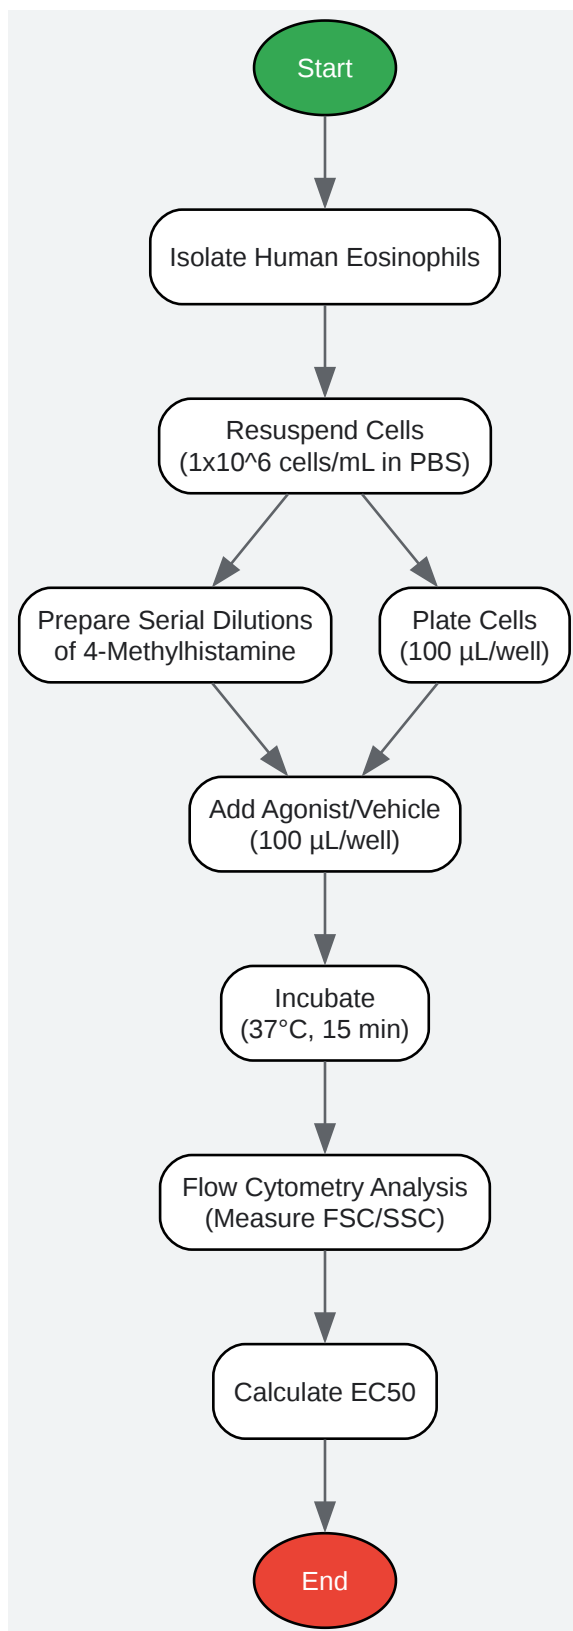 Start
Isolate Human Eosinophils
Resuspend Cells
(1x10^6 cells/mL in PBS)
Prepare Serial Dilutions
of 4-Methylhistamine
Plate Cells
(100 µL/well)
Add Agonist/Vehicle
(100 µL/well)
Incubate
(37°C, 15 min)
Flow Cytometry Analysis
(Measure FSC/SSC)
Calculate EC50
End